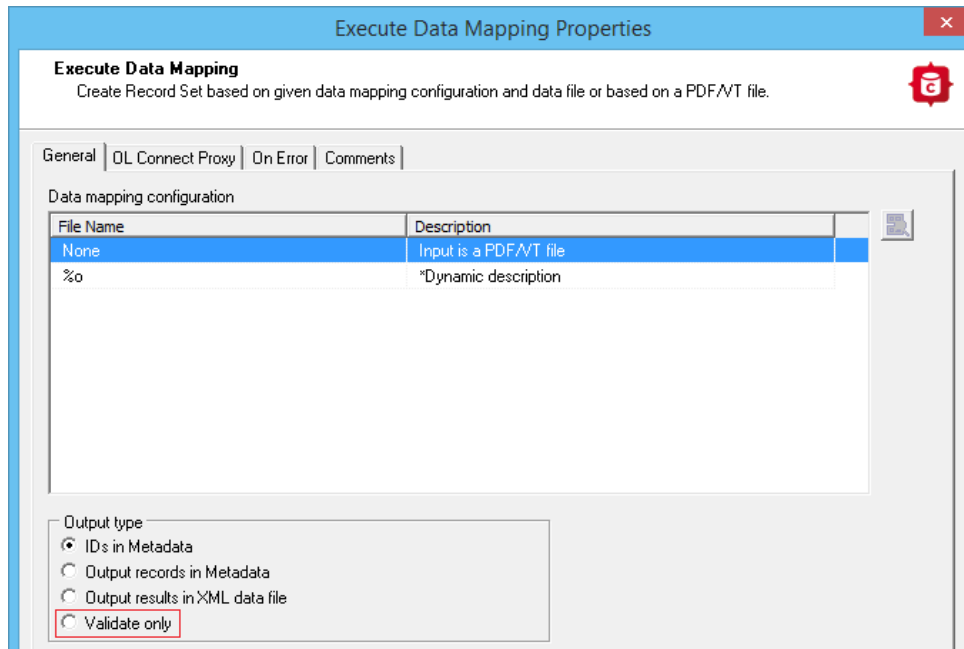 Execute Data Mapping Properties
Execute Data Mapping
Create Record Set based on given data mapping configuration and data file or based on a PDF/VT file.
General OL Connect Proxy On Error Comments
Data mapping configuration
File Name Description
None Input is a PDF/VT file
%o *Dynamic description
Output type
IDs in Metadata
Output records in Metadata
Output results in XML data file
Validate only